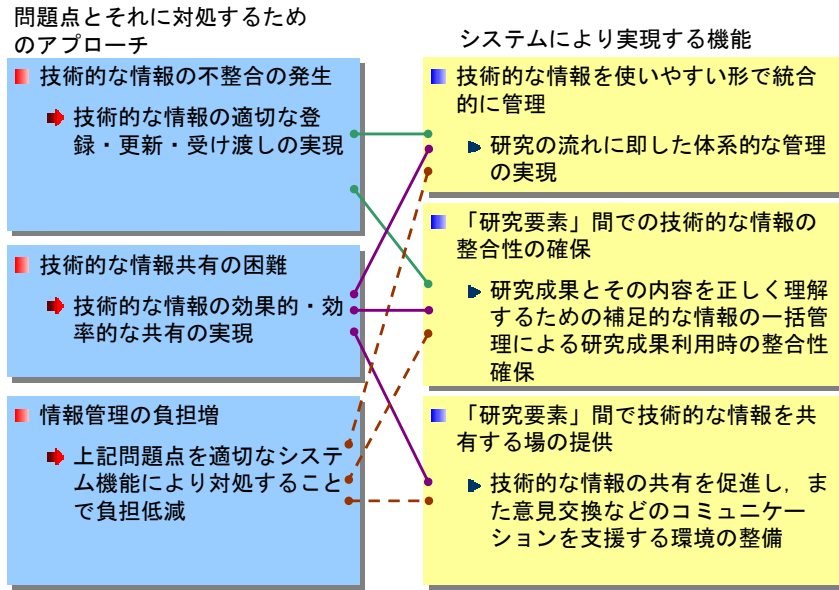 問題点とそれに対処するため
のアプローチ
技術的な情報の不整合の発生
技術的な情報の適切な登
録・更新・受け渡しの実現
技術的な情報共有の困難
技術的な情報の効果的・効
率的な共有の実現
情報管理の負担増
上記問題点を適切なシステ
ム機能により対処すること
で負担低減
システムにより実現する機能
技術的な情報を使いやすい形で統合
的に管理
研究の流れに即した体系的な管理
の実現
「研究要素」間での技術的な情報の
整合性の確保
研究成果とその内容を正しく理解
するための補足的な情報の一括管
理による研究成果利用時の整合性
確保
「研究要素」間で技術的な情報を共
有する場の提供
技術的な情報の共有を促進し，ま
た意見交換などのコミュニケー
ションを支援する環境の整備